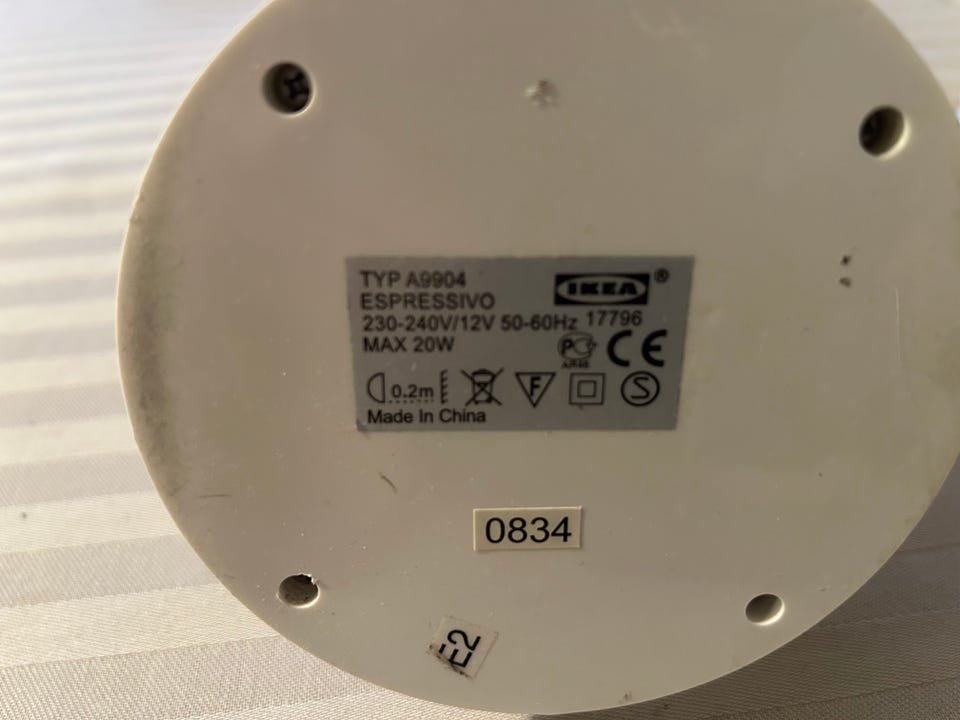 TYP A9904
IKEA®
ESPRESSIVO
230-240V/12V 50-60Hz 17796
MAX 20W
CE
0.2m F S
Made In China
0834
E2